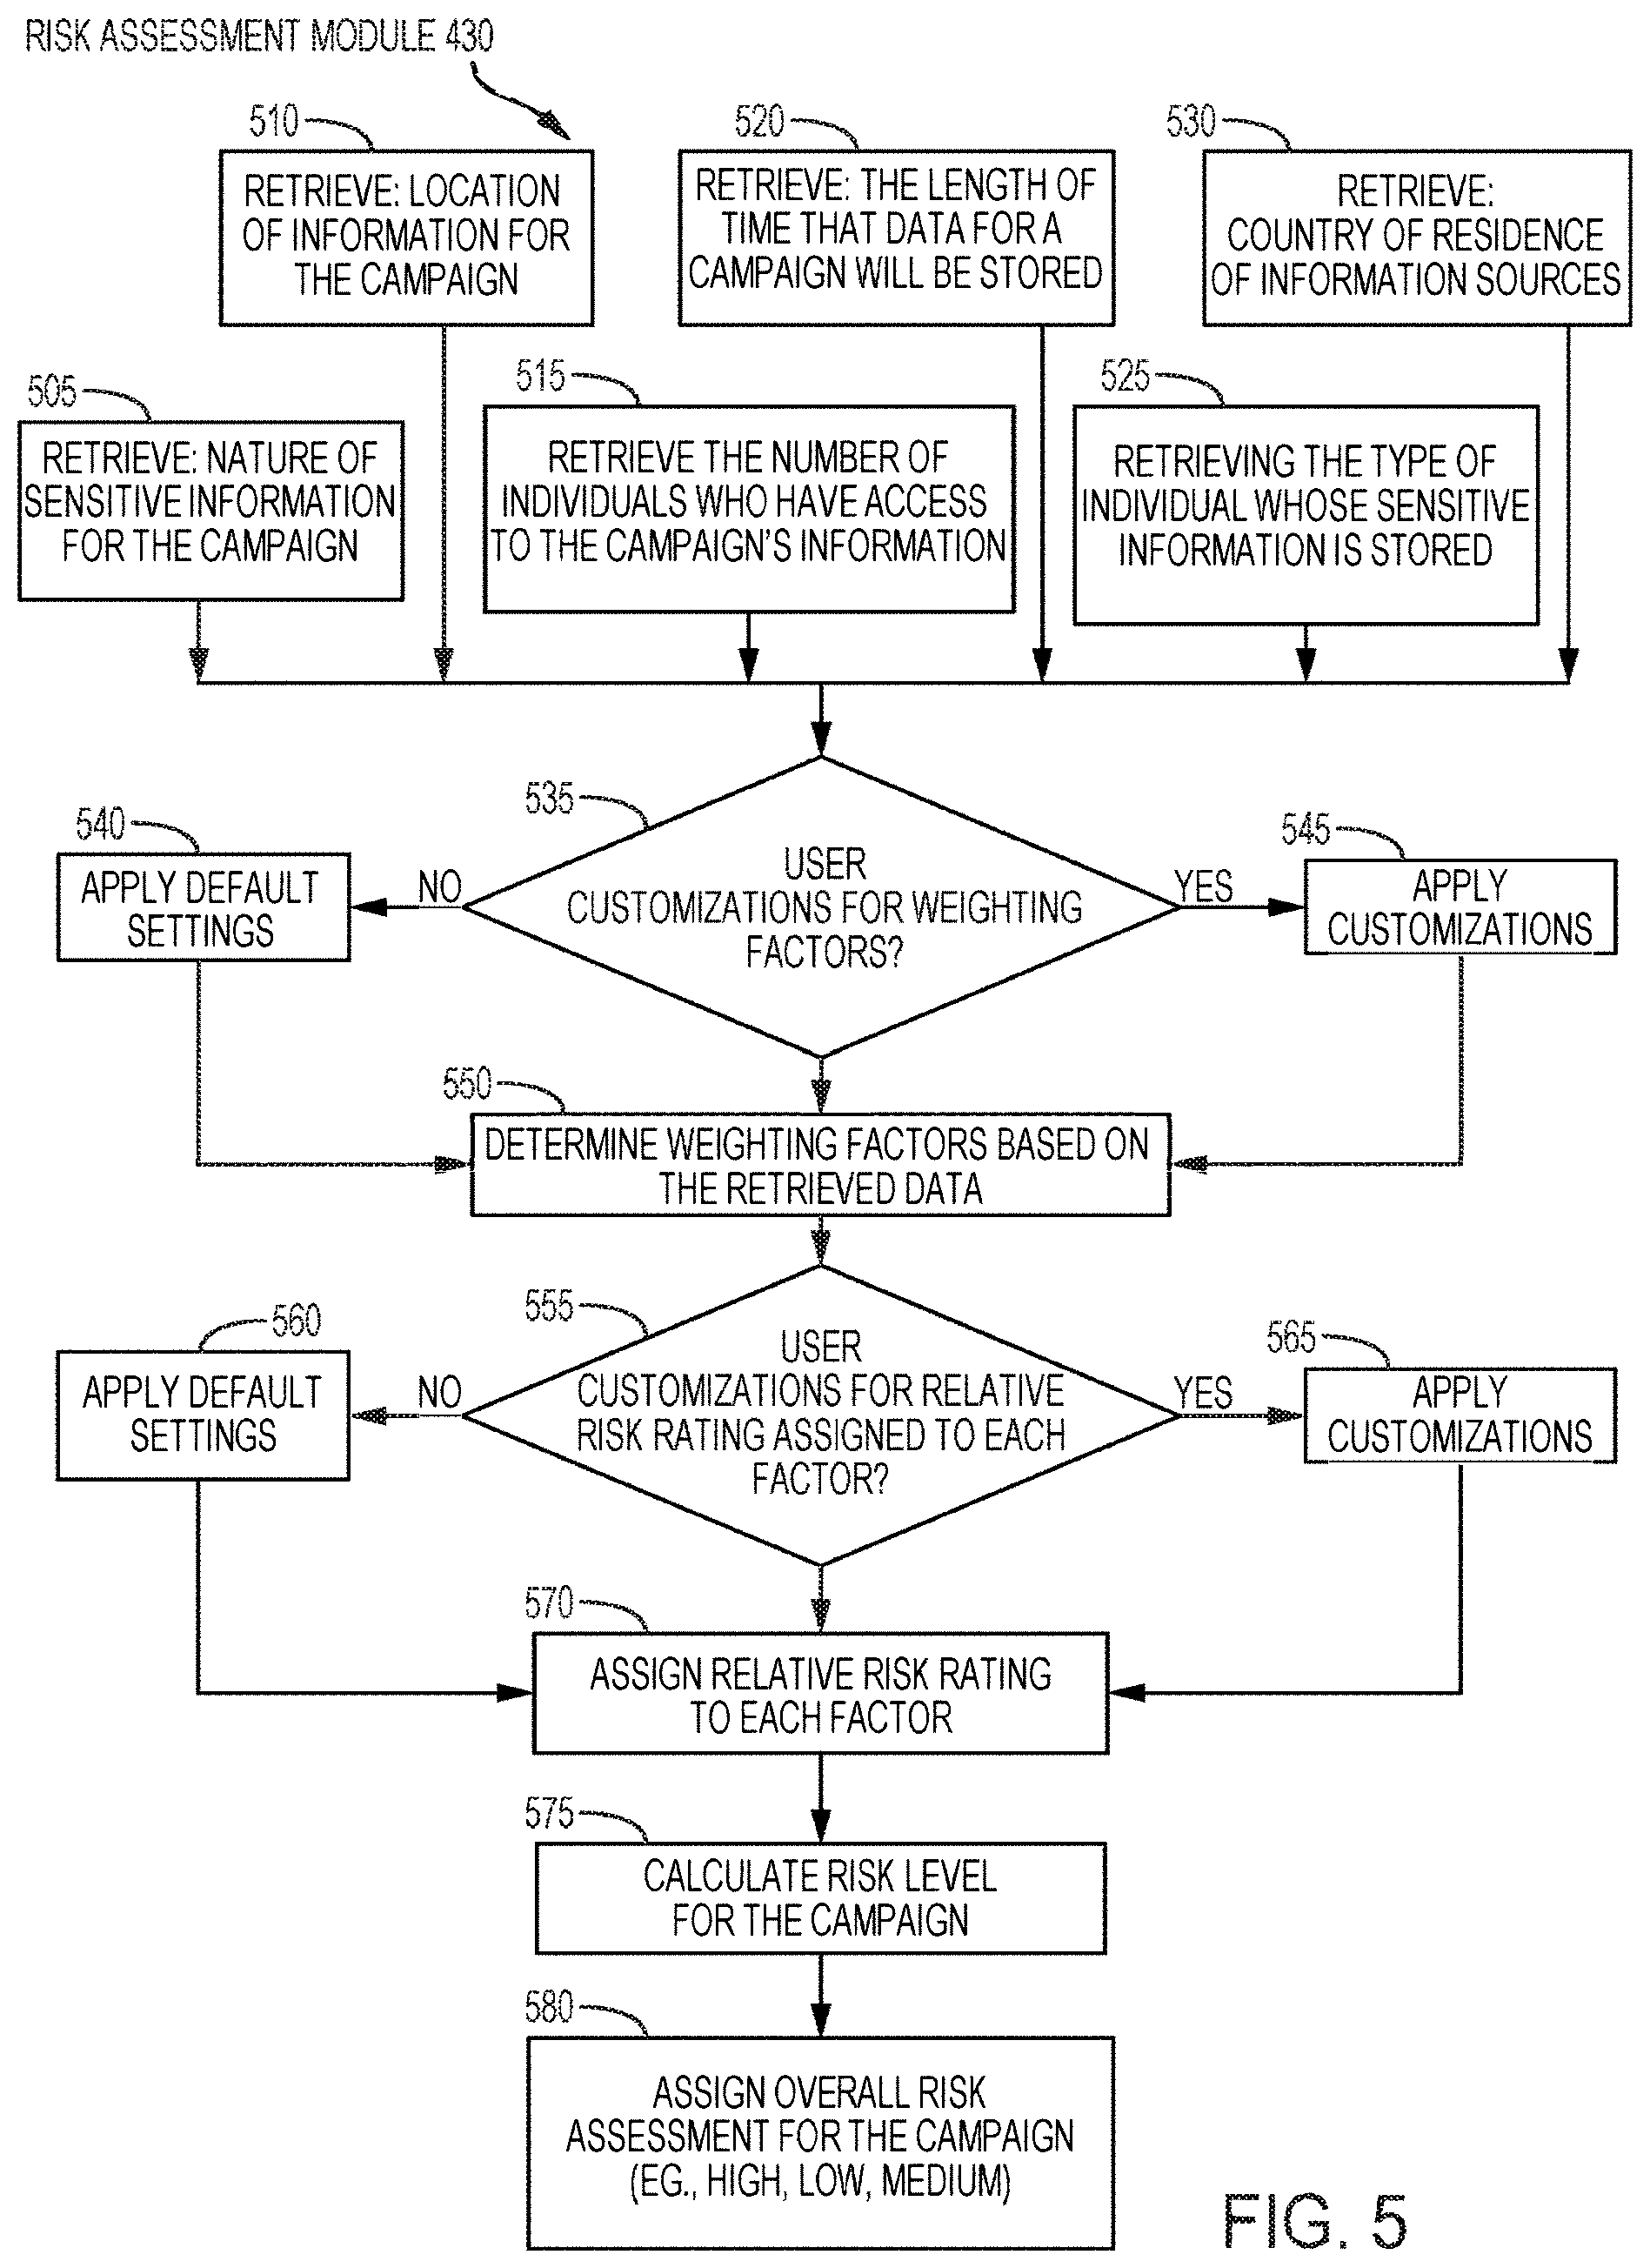 RISK ASSESSMENT MODULE 430
510
RETRIEVE: LOCATION
OF INFORMATION FOR
THE CAMPAIGN
520
RETRIEVE: THE LENGTH OF
TIME THAT DATA FOR A
CAMPAIGN WILL BE STORED
530
RETRIEVE:
COUNTRY OF RESIDENCE
OF INFORMATION SOURCES
505
RETRIEVE: NATURE OF
SENSITIVE INFORMATION
FOR THE CAMPAIGN
515
RETRIEVE THE NUMBER OF
INDIVIDUALS WHO HAVE ACCESS
TO THE CAMPAIGN'S INFORMATION
525
RETRIEVING THE TYPE OF
INDIVIDUAL WHOSE SENSITIVE
INFORMATION IS STORED
535
USER
CUSTOMIZATIONS FOR WEIGHTING
FACTORS?
540
NO
APPLY DEFAULT
SETTINGS
545
YES
APPLY
CUSTOMIZATIONS
550
DETERMINE WEIGHTING FACTORS BASED ON
THE RETRIEVED DATA
555
USER
CUSTOMIZATIONS FOR RELATIVE
RISK RATING ASSIGNED TO EACH
FACTOR?
560
NO
APPLY DEFAULT
SETTINGS
565
YES
APPLY
CUSTOMIZATIONS
570
ASSIGN RELATIVE RISK RATING
TO EACH FACTOR
575
CALCULATE RISK LEVEL
FOR THE CAMPAIGN
580
ASSIGN OVERALL RISK
ASSESSMENT FOR THE CAMPAIGN
(EG., HIGH, LOW, MEDIUM)
FIG. 5